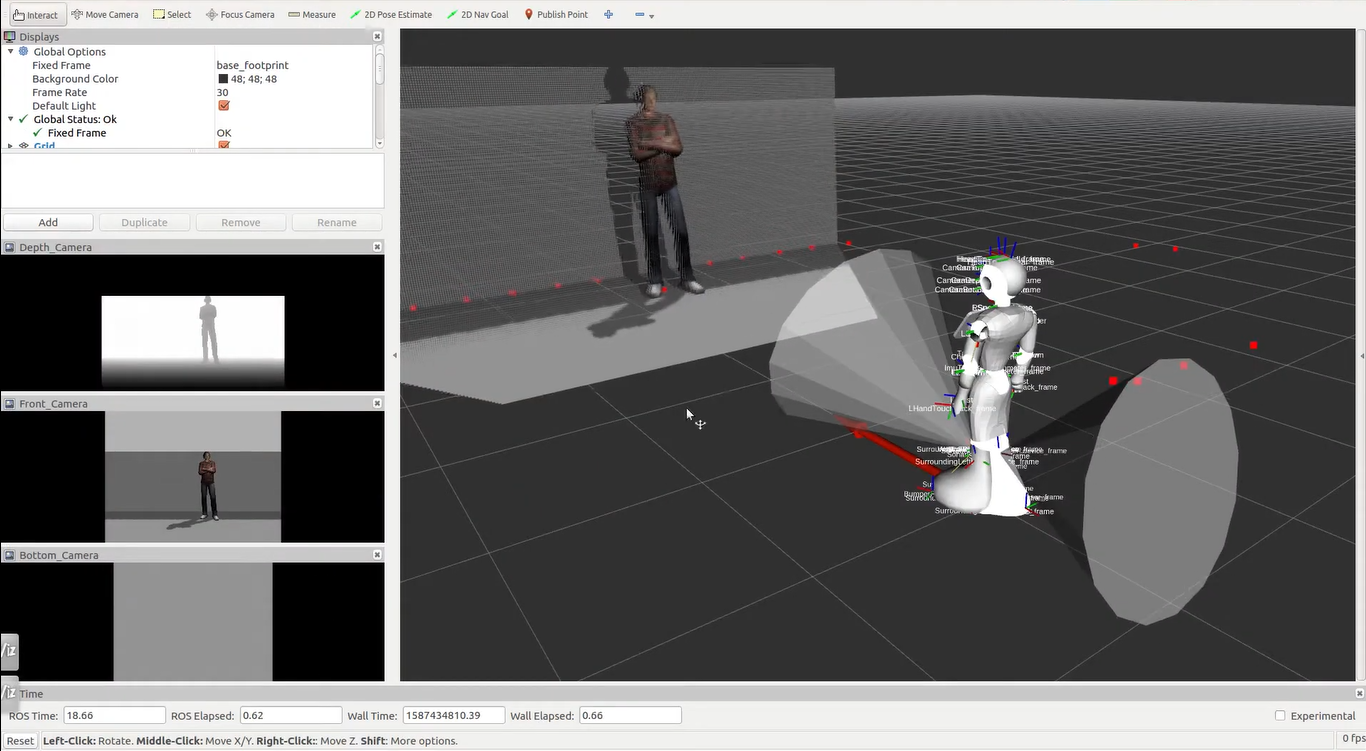 Interact Move Camera Select Focus Camera Measure 2D Pose Estimate 2D Nav Goal Publish Point
Displays
Global Options
Fixed Frame base_footprint
Background Color 48; 48; 48
Frame Rate 30
Default Light
Global Status: Ok
Fixed Frame OK
Grid
Add Duplicate Remove Rename
Depth_Camera
Front_Camera
Bottom_Camera
/iz
/iz
Time
ROS Time: 18.66 ROS Elapsed: 0.62 Wall Time: 1587434810.39 Wall Elapsed: 0.66 Experimental
Reset Left-Click: Rotate. Middle-Click: Move X/Y. Right-Click:: Move Z. Shift: More options. 0 fps